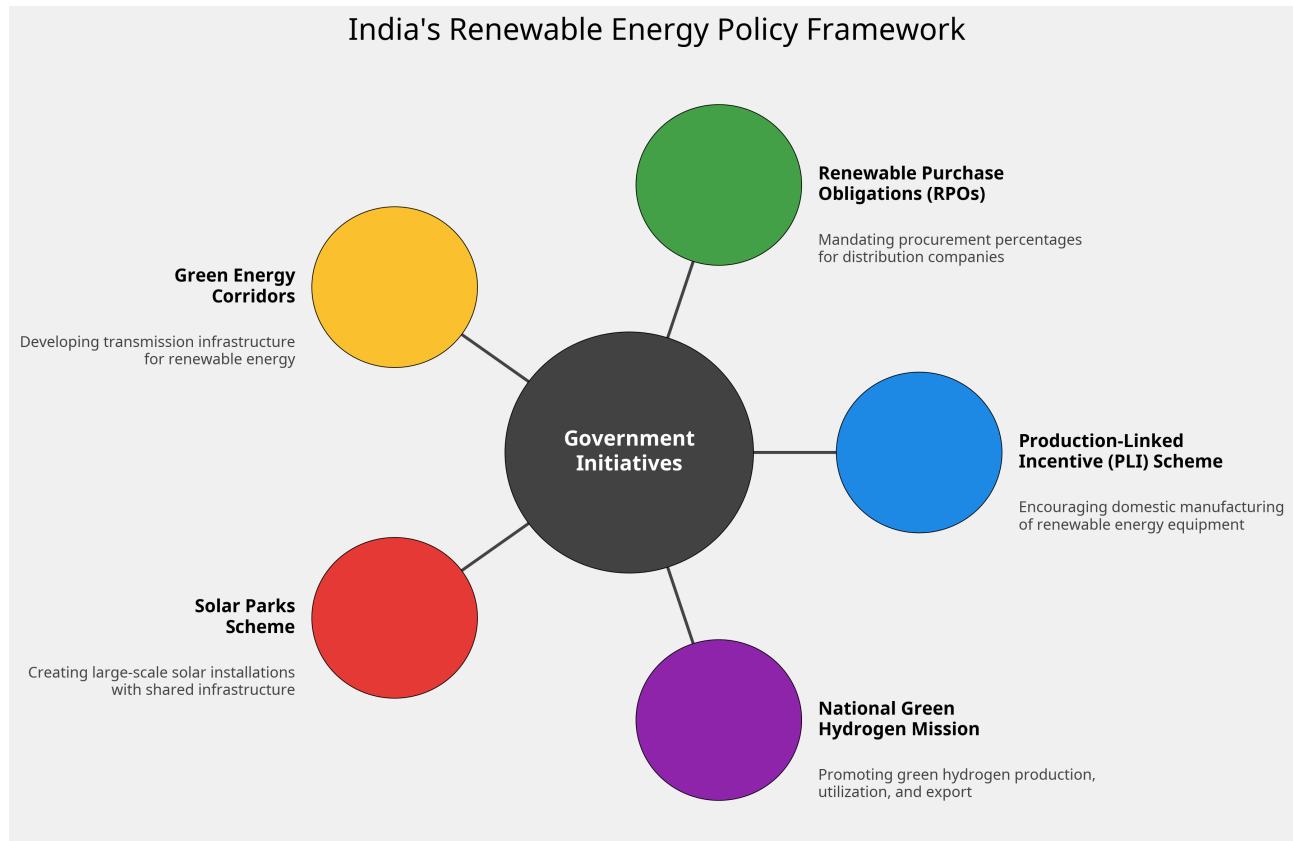 India's Renewable Energy Policy Framework
Renewable Purchase
Obligations (RPOs)
Mandating procurement percentages
for distribution companies
Green Energy
Corridors
Developing transmission infrastructure
for renewable energy
Government
Initiatives
Production-Linked
Incentive (PLI) Scheme
Encouraging domestic manufacturing
of renewable energy equipment
Solar Parks
Scheme
Creating large-scale solar installations
with shared infrastructure
National Green
Hydrogen Mission
Promoting green hydrogen production,
utilization, and export